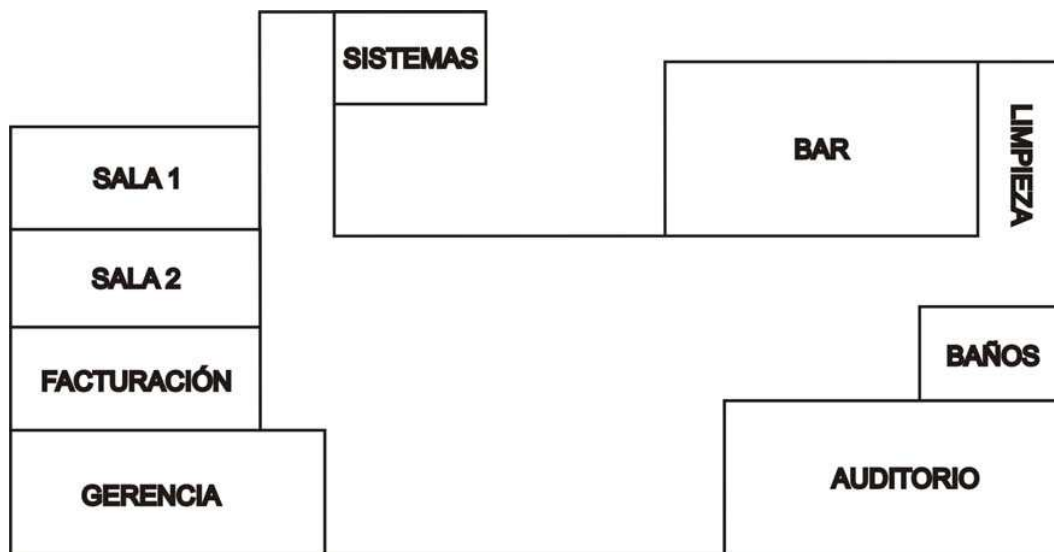 SISTEMAS
BAR
LIMPIEZA
SALA 1
SALA 2
FACTURACIÓN
BAÑOS
GERENCIA
AUDITORIO